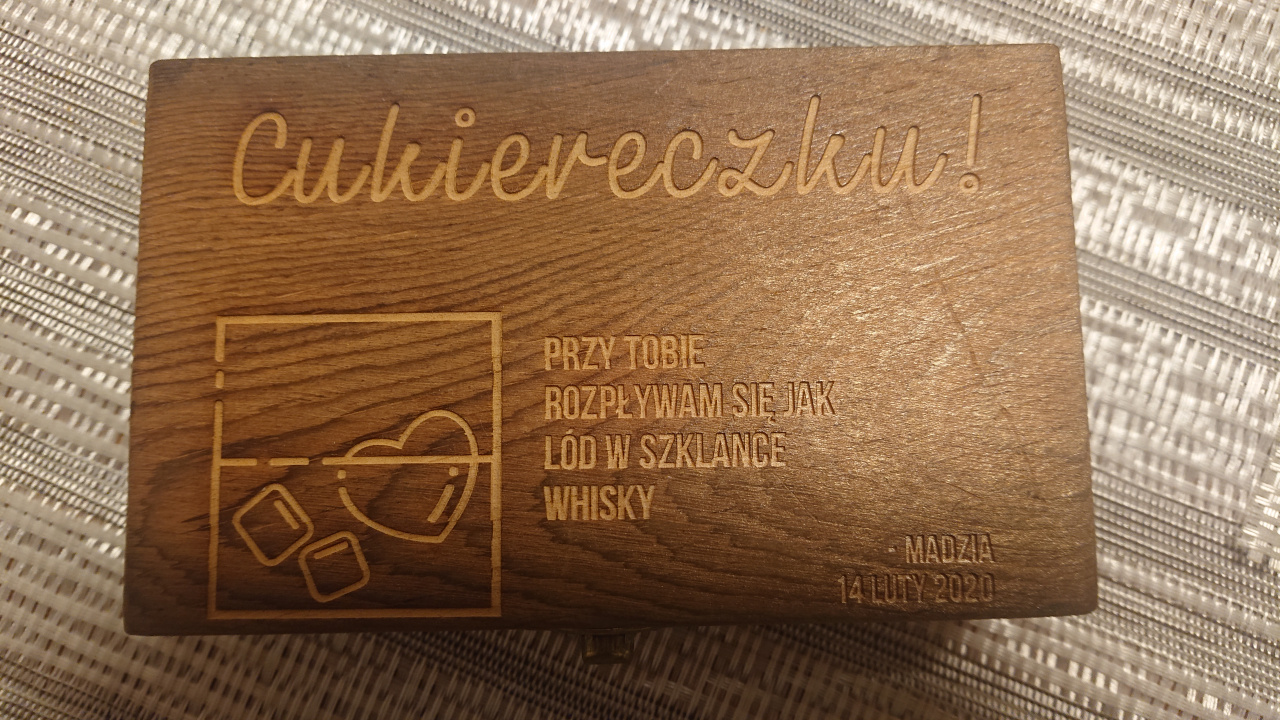 Cukiereczku!
PRZY TOBIE
ROZPŁYWAM SIĘ JAK
LÓD W SZKLANCE
WHISKY
- MADZIA
14 LUTY 2020